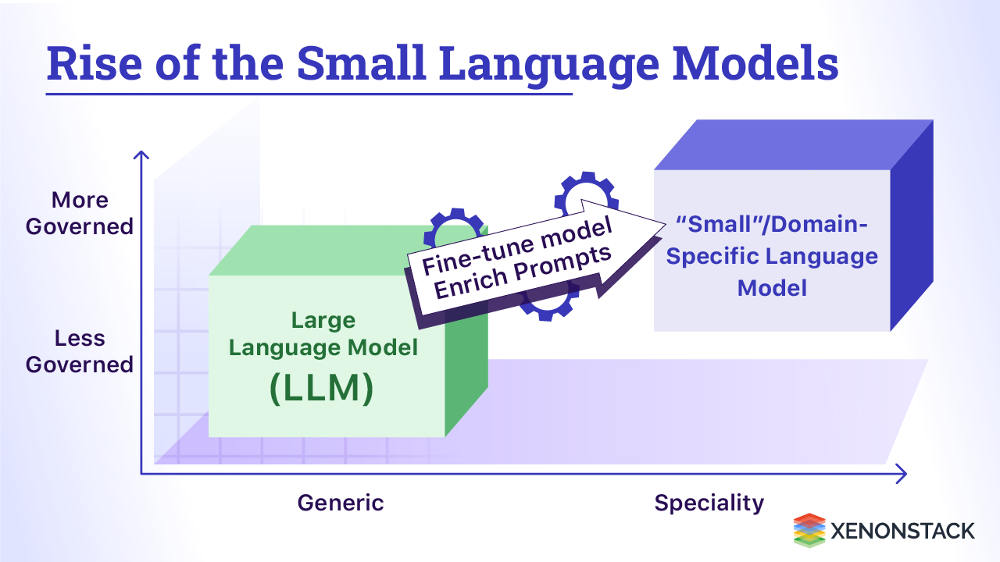 Rise of the Small Language Models
More
Governed
Less
Governed
Large
Language Model
(LLM)
Fine-tune model
Enrich Prompts
“Small”/Domain-
Specific Language
Model
Generic
Speciality
XENONSTACK